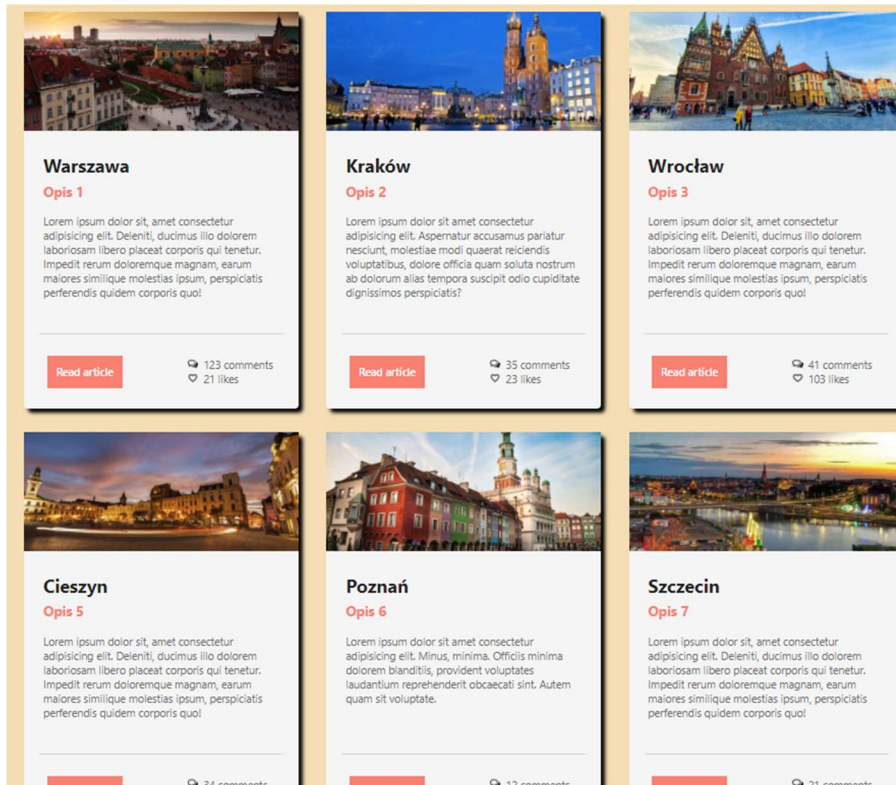 Warszawa
Opis 1
Lorem ipsum dolor sit, amet consectetur
adipisicing elit. Deleniti, ducimus illo dolorem
laboriosam libero placeat corporis qui tenetur.
Impedit rerum doloremque magnam, earum
maiores similique molestias ipsum, perspiciatis
perferendis quidem corporis quo!
Read article
123 comments
21 likes
Kraków
Opis 2
Lorem ipsum dolor sit amet consectetur
adipisicing elit. Aspernatur accusamus pariatur
nesciunt, molestiae modi quaerat reiciendis
voluptatibus, dolore officia quam soluta nostrum
ab dolorum alias tempora suscipit odio cupiditate
dignissimos perspiciatis?
Read article
35 comments
23 likes
Wrocław
Opis 3
Lorem ipsum dolor sit, amet consectetur
adipisicing elit. Deleniti, ducimus illo dolorem
laboriosam libero placeat corporis qui tenetur.
Impedit rerum doloremque magnam, earum
maiores similique molestias ipsum, perspiciatis
perferendis quidem corporis quo!
Read article
41 comments
103 likes
Cieszyn
Opis 5
Lorem ipsum dolor sit, amet consectetur
adipisicing elit. Deleniti, ducimus illo dolorem
laboriosam libero placeat corporis qui tenetur.
Impedit rerum doloremque magnam, earum
maiores similique molestias ipsum, perspiciatis
perferendis quidem corporis quo!
34 comments
Poznań
Opis 6
Lorem ipsum dolor sit amet consectetur
adipisicing elit. Minus, minima. Officiis minima
dolorem blanditiis, provident voluptates
laudantium reprehenderit obcaecati sint. Autem
quam sit voluptate.
12 comments
Szczecin
Opis 7
Lorem ipsum dolor sit, amet consectetur
adipisicing elit. Deleniti, ducimus illo dolorem
laboriosam libero placeat corporis qui tenetur.
Impedit rerum doloremque magnam, earum
maiores similique molestias ipsum, perspiciatis
perferendis quidem corporis quo!
21 comments